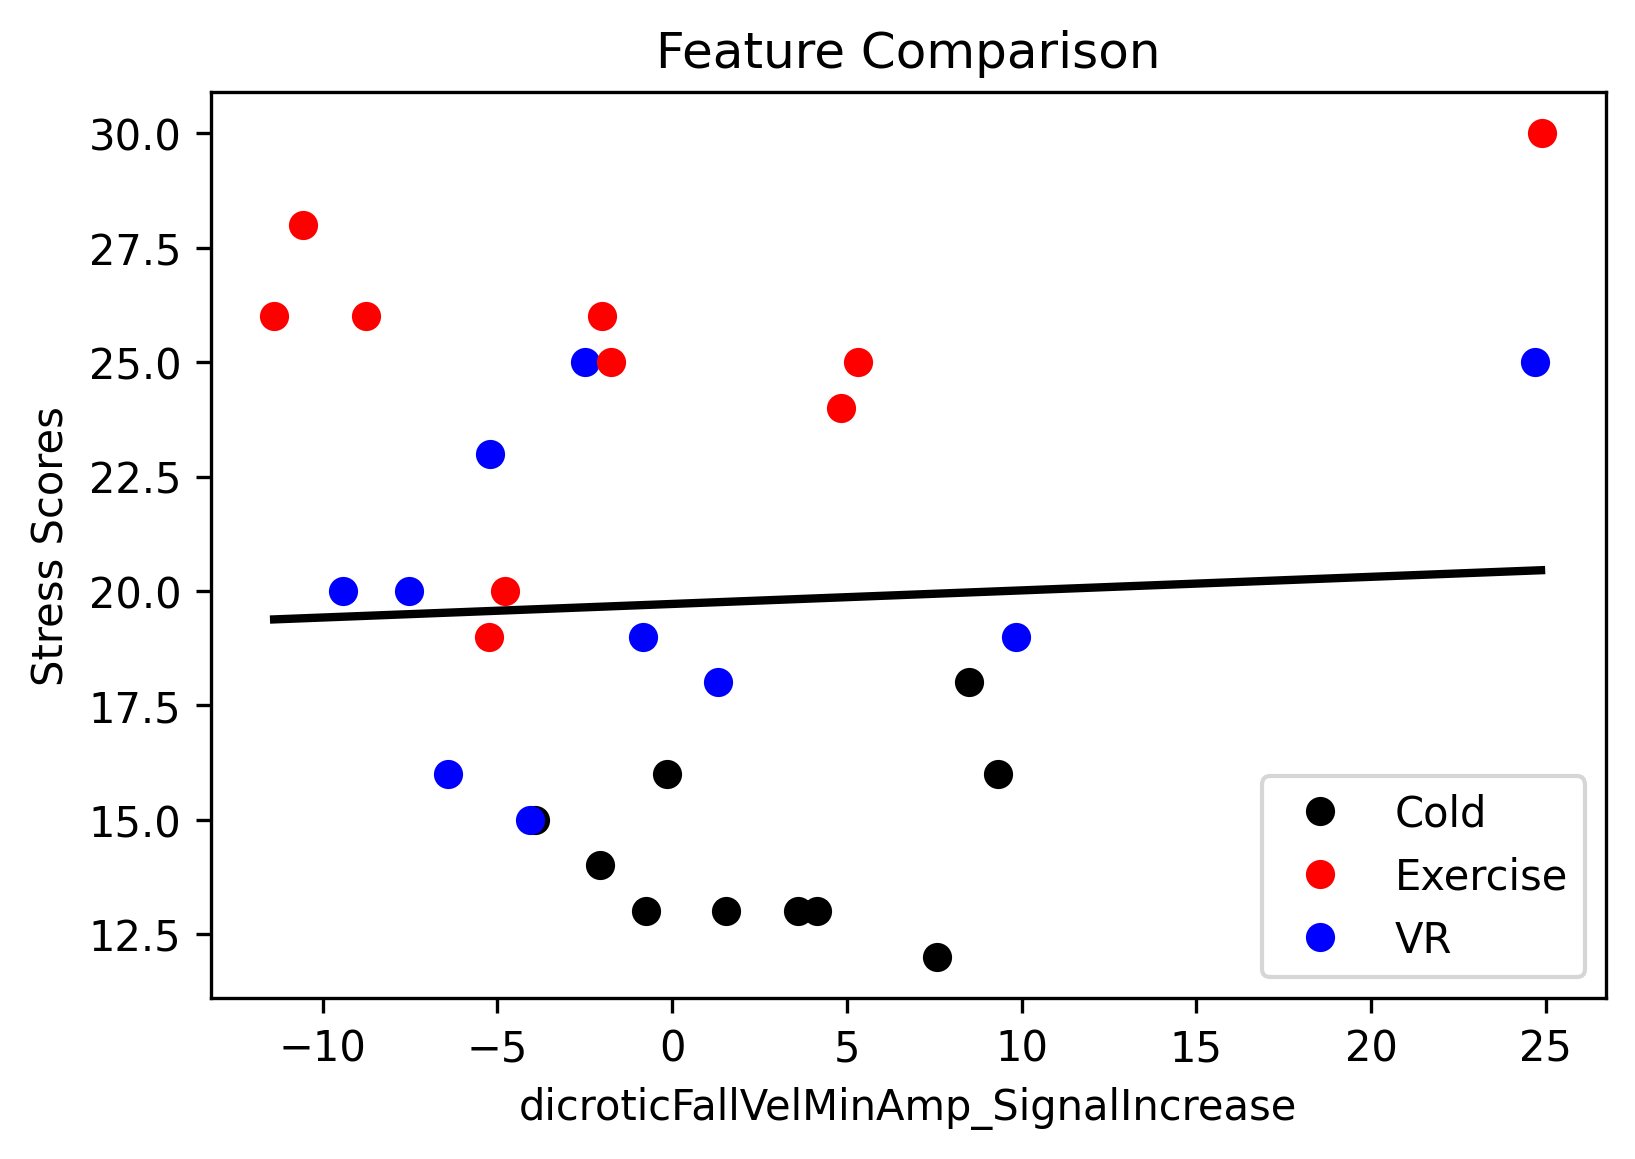 Feature Comparison
Stress Scores
30.0
27.5
25.0
22.5
20.0
17.5
15.0
12.5
Cold
Exercise
VR
−10 −5 0 5 10 15 20 25
dicroticFallVelMinAmp_SignalIncrease